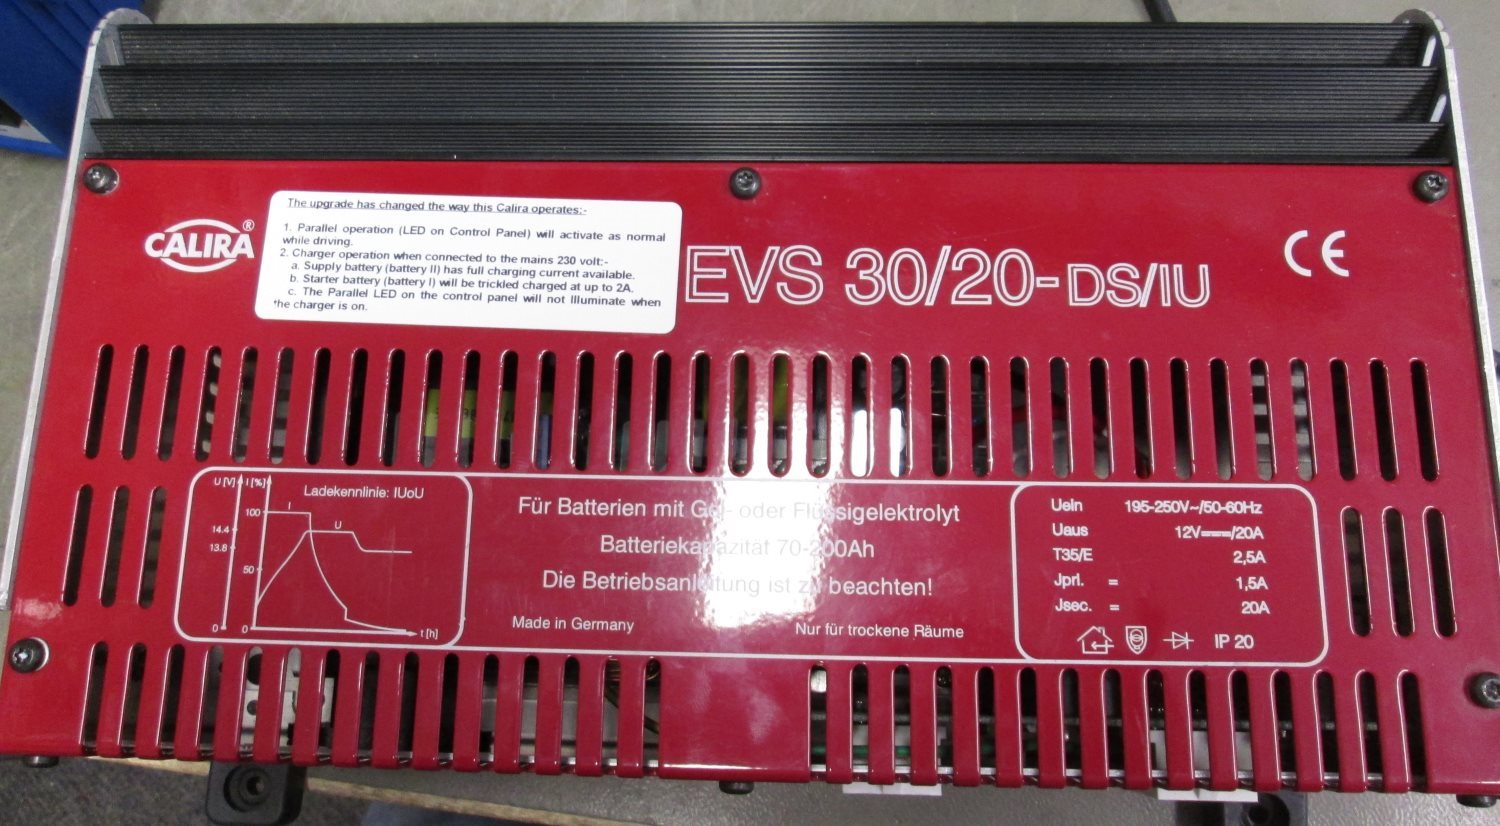 CALIRA®
The upgrade has changed the way this Calira operates:-
1. Parallel operation (LED on Control Panel) will activate as normal
while driving.
2. Charger operation when connected to the mains 230 volt:-
a. Supply battery (battery II) has full charging current available.
b. Starter battery (battery I) will be trickled charged at up to 2A.
c. The Parallel LED on the control panel will not Illuminate when
the charger is on.
EVS 30/20-DS/IU
CE
U [V] I [%]
Ladekennlinie: IUoU
100
I
U
14.4
13.8
50
0
0
t [h]
Für Batterien mit Gel- oder Flüssigelektrolyt
Batteriekapazität 70-200Ah
Die Betriebsanleitung ist zu beachten!
Made in Germany
Nur für trockene Räume
Uein 195-250V~/50-60Hz
Uaus 12V⎓/20A
T35/E 2,5A
Jprl. = 1,5A
Jsec. = 20A
IP 20